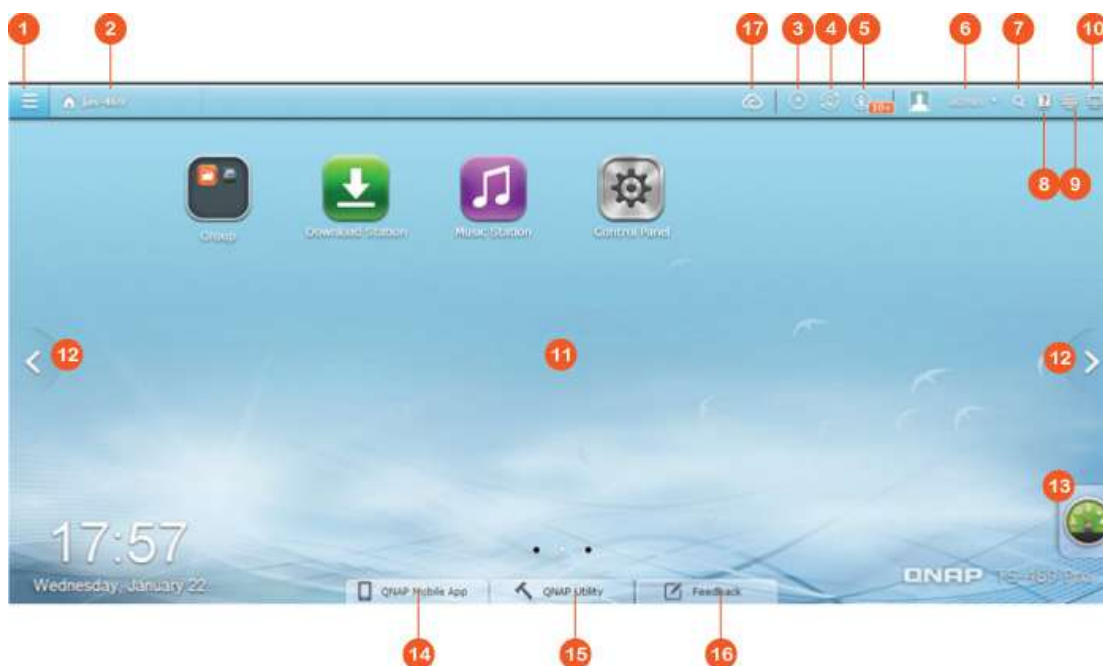 1
2
17
3
4
5
6
7
10
10+
8
9
Group
Download Station
Music Station
Control Panel
12
11
12
13
17:57
Wednesday, January 22
QNAP
QNAP Mobile App
QNAP Utility
Feedback
14
15
16